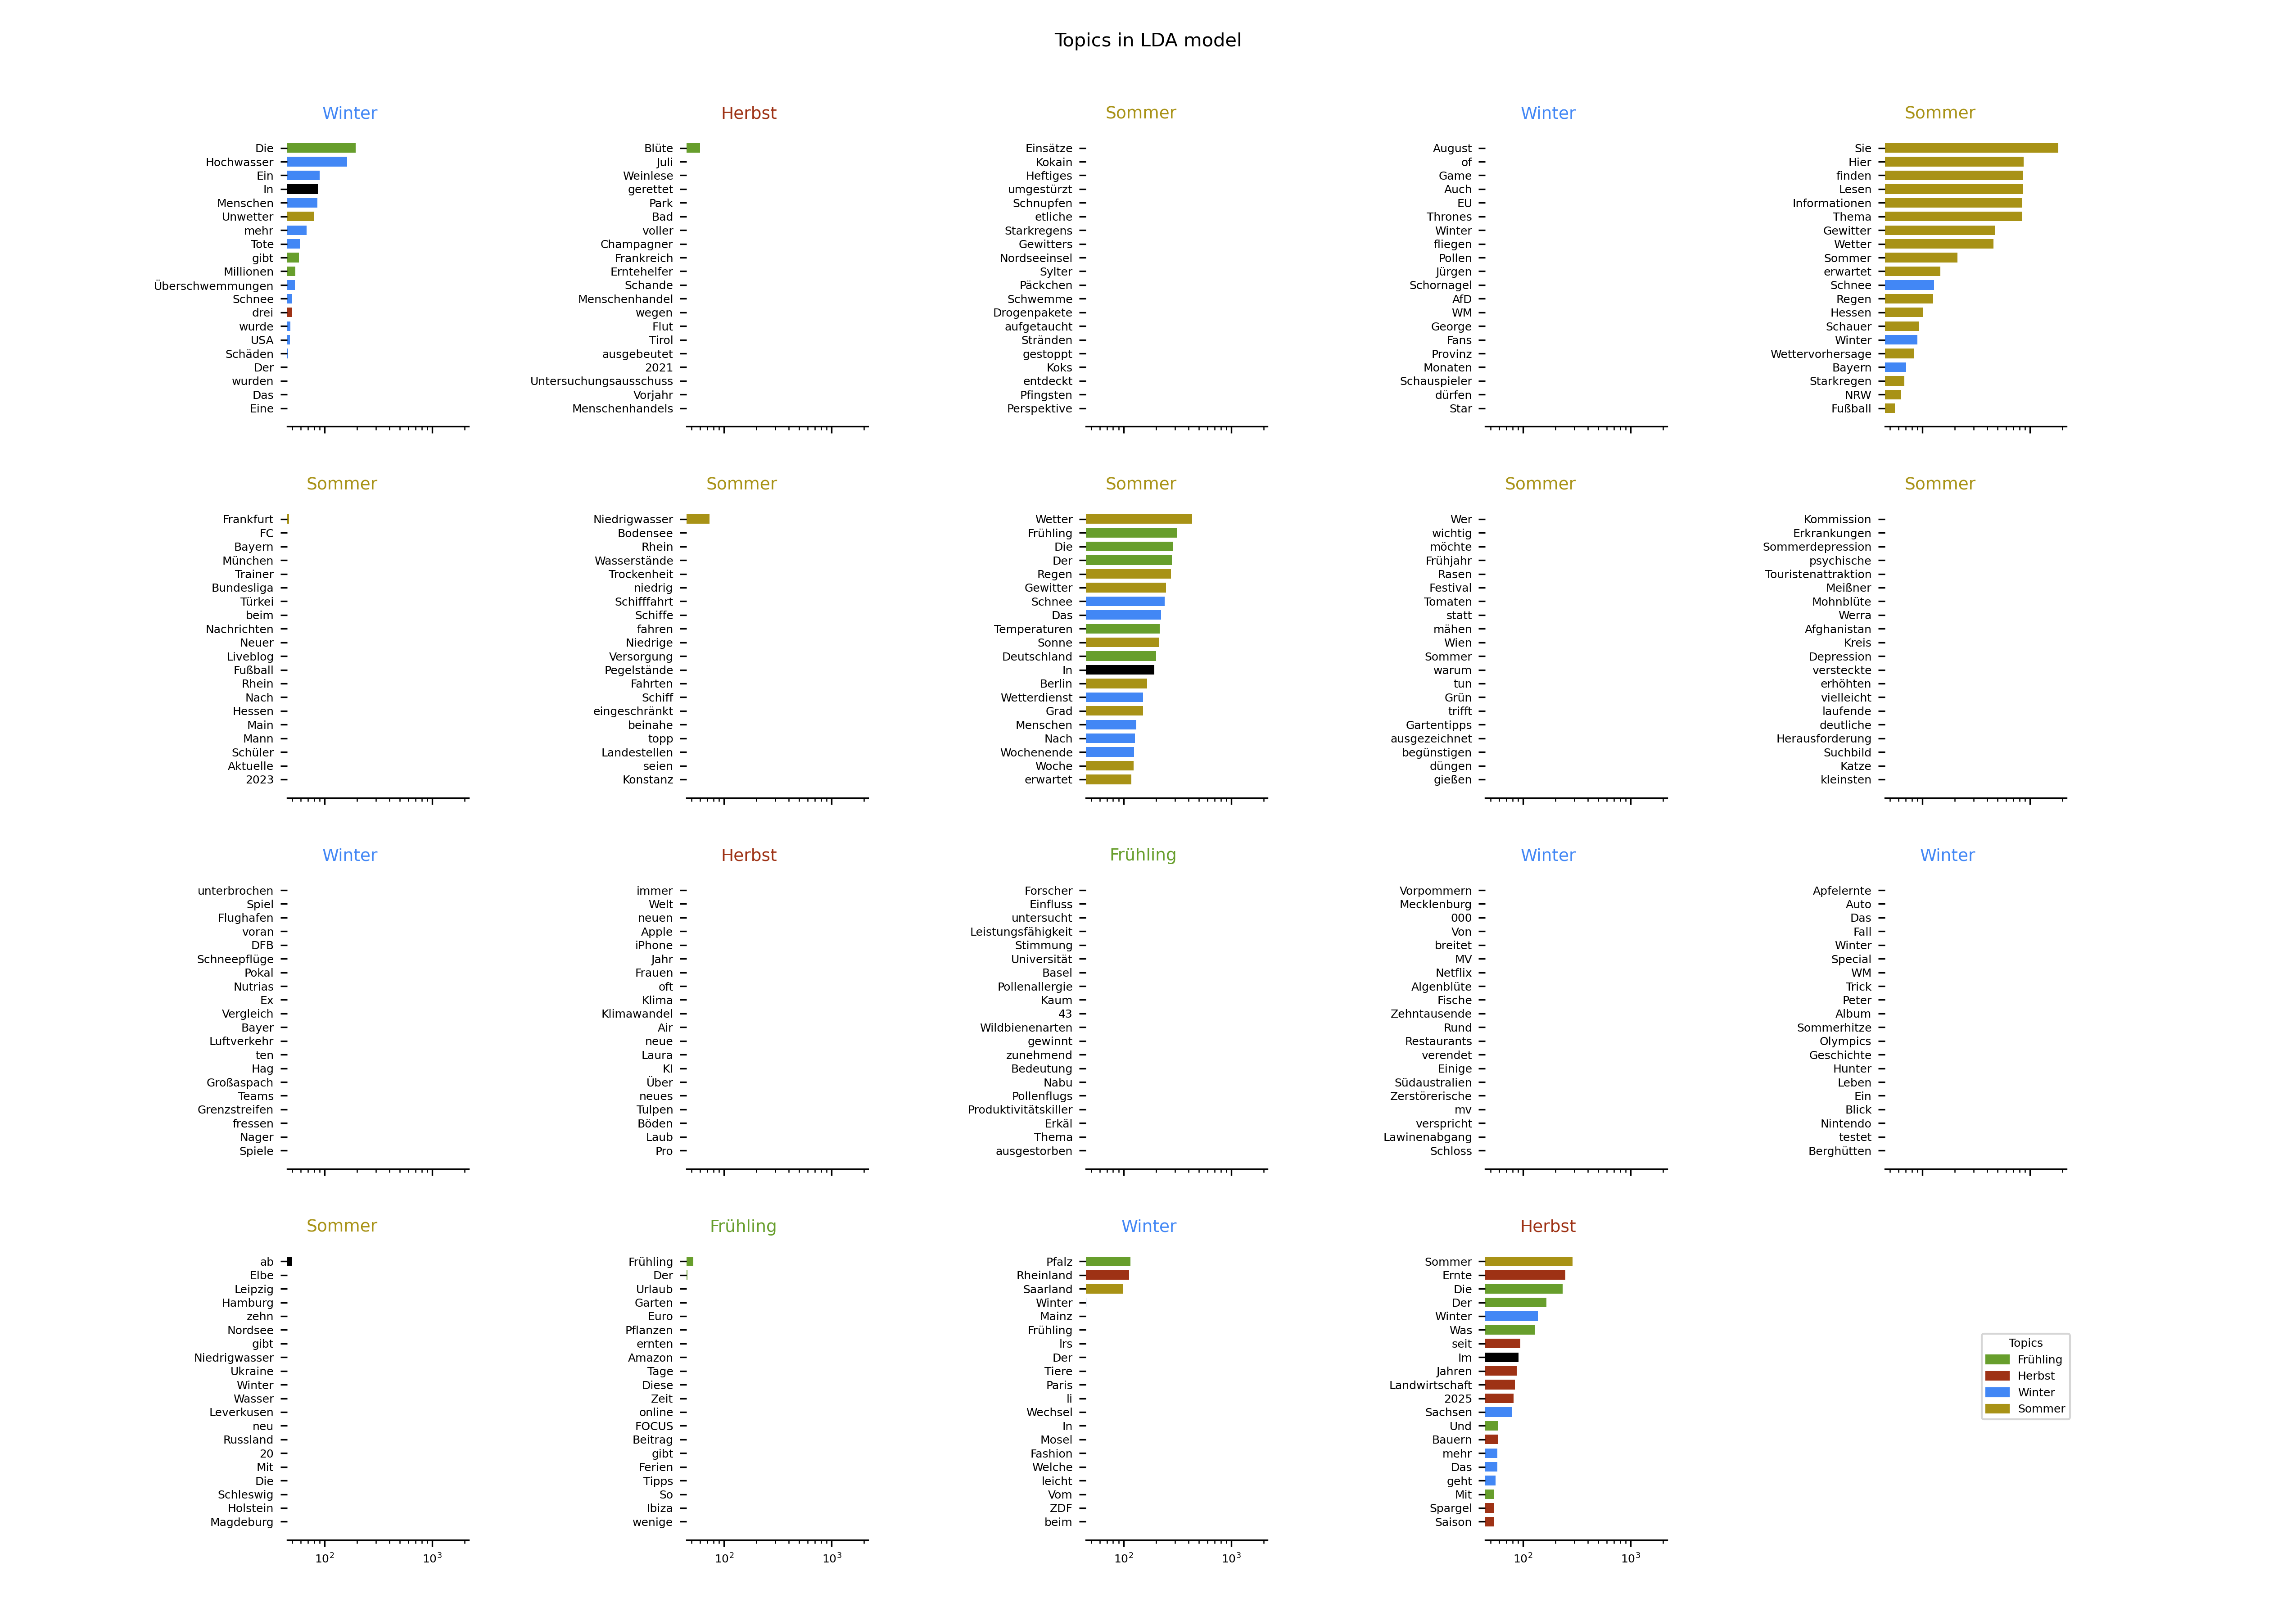 Topics in LDA model
Winter
Die
Hochwasser
Ein
In
Menschen
Unwetter
mehr
Tote
gibt
Millionen
Überschwemmungen
Schnee
drei
wurde
USA
Schäden
Der
wurden
Das
Eine
Herbst
Blüte
Juli
Weinlese
gerettet
Park
Bad
voller
Champagner
Frankreich
Erntehelfer
Schande
Menschenhandel
wegen
Flut
Tirol
ausgebeutet
2021
Untersuchungsausschuss
Vorjahr
Menschenhandels
Sommer
Einsätze
Kokain
Heftiges
umgestürzt
Schnupfen
etliche
Starkregens
Gewitters
Nordseeinsel
Sylter
Päckchen
Schwemme
Drogenpakete
aufgetaucht
Stränden
gestoppt
Koks
entdeckt
Pfingsten
Perspektive
Winter
August
of
Game
Auch
EU
Thrones
Winter
fliegen
Pollen
Jürgen
Schornagel
AfD
WM
George
Fans
Provinz
Monaten
Schauspieler
dürfen
Star
Sommer
Sie
Hier
finden
Lesen
Informationen
Thema
Gewitter
Wetter
Sommer
erwartet
Schnee
Regen
Hessen
Schauer
Winter
Wettervorhersage
Bayern
Starkregen
NRW
Fußball
Sommer
Frankfurt
FC
Bayern
München
Trainer
Bundesliga
Türkei
beim
Nachrichten
Neuer
Liveblog
Fußball
Rhein
Nach
Hessen
Main
Mann
Schüler
Aktuelle
2023
Sommer
Niedrigwasser
Bodensee
Rhein
Wasserstände
Trockenheit
niedrig
Schifffahrt
Schiffe
fahren
Niedrige
Versorgung
Pegelstände
Fahrten
Schiff
eingeschränkt
beinahe
topp
Landestellen
seien
Konstanz
Sommer
Wetter
Frühling
Die
Der
Regen
Gewitter
Schnee
Das
Temperaturen
Sonne
Deutschland
In
Berlin
Wetterdienst
Grad
Menschen
Nach
Wochenende
Woche
erwartet
Sommer
Wer
wichtig
möchte
Frühjahr
Rasen
Festival
Tomaten
statt
mähen
Wien
Sommer
warum
tun
Grün
trifft
Gartentipps
ausgezeichnet
begünstigen
düngen
gießen
Sommer
Kommission
Erkrankungen
Sommerdepression
psychische
Touristenattraktion
Meißner
Mohnblüte
Werra
Afghanistan
Kreis
Depression
versteckte
erhöhten
vielleicht
laufende
deutliche
Herausforderung
Suchbild
Katze
kleinsten
Winter
unterbrochen
Spiel
Flughafen
voran
DFB
Schneepflüge
Pokal
Nutrias
Ex
Vergleich
Bayer
Luftverkehr
ten
Hag
Großaspach
Teams
Grenzstreifen
fressen
Nager
Spiele
Herbst
immer
Welt
neuen
Apple
iPhone
Jahr
Frauen
oft
Klima
Klimawandel
Air
neue
Laura
KI
Über
neues
Tulpen
Böden
Laub
Pro
Frühling
Forscher
Einfluss
untersucht
Leistungsfähigkeit
Stimmung
Universität
Basel
Pollenallergie
Kaum
43
Wildbienenarten
gewinnt
zunehmend
Bedeutung
Nabu
Pollenflugs
Produktivitätskiller
Erkäl
Thema
ausgestorben
Winter
Vorpommern
Mecklenburg
000
Von
breitet
MV
Netflix
Algenblüte
Fische
Zehntausende
Rund
Restaurants
verendet
Einige
Südaustralien
Zerstörerische
mv
verspricht
Lawinenabgang
Schloss
Winter
Apfelernte
Auto
Das
Fall
Winter
Special
WM
Trick
Peter
Album
Sommerhitze
Olympics
Geschichte
Hunter
Leben
Ein
Blick
Nintendo
testet
Berghütten
Sommer
ab
Elbe
Leipzig
Hamburg
zehn
Nordsee
gibt
Niedrigwasser
Ukraine
Winter
Wasser
Leverkusen
neu
Russland
20
Mit
Die
Schleswig
Holstein
Magdeburg
10² 10³
Frühling
Frühling
Der
Urlaub
Garten
Euro
Pflanzen
ernten
Amazon
Tage
Diese
Zeit
online
FOCUS
Beitrag
gibt
Ferien
Tipps
So
Ibiza
wenige
10² 10³
Winter
Pfalz
Rheinland
Saarland
Winter
Mainz
Frühling
lrs
Der
Tiere
Paris
li
Wechsel
In
Mosel
Fashion
Welche
leicht
Vom
ZDF
beim
10² 10³
Herbst
Sommer
Ernte
Die
Der
Winter
Was
seit
Im
Jahren
Landwirtschaft
2025
Sachsen
Und
Bauern
mehr
Das
geht
Mit
Spargel
Saison
10² 10³
Topics
Frühling
Herbst
Winter
Sommer